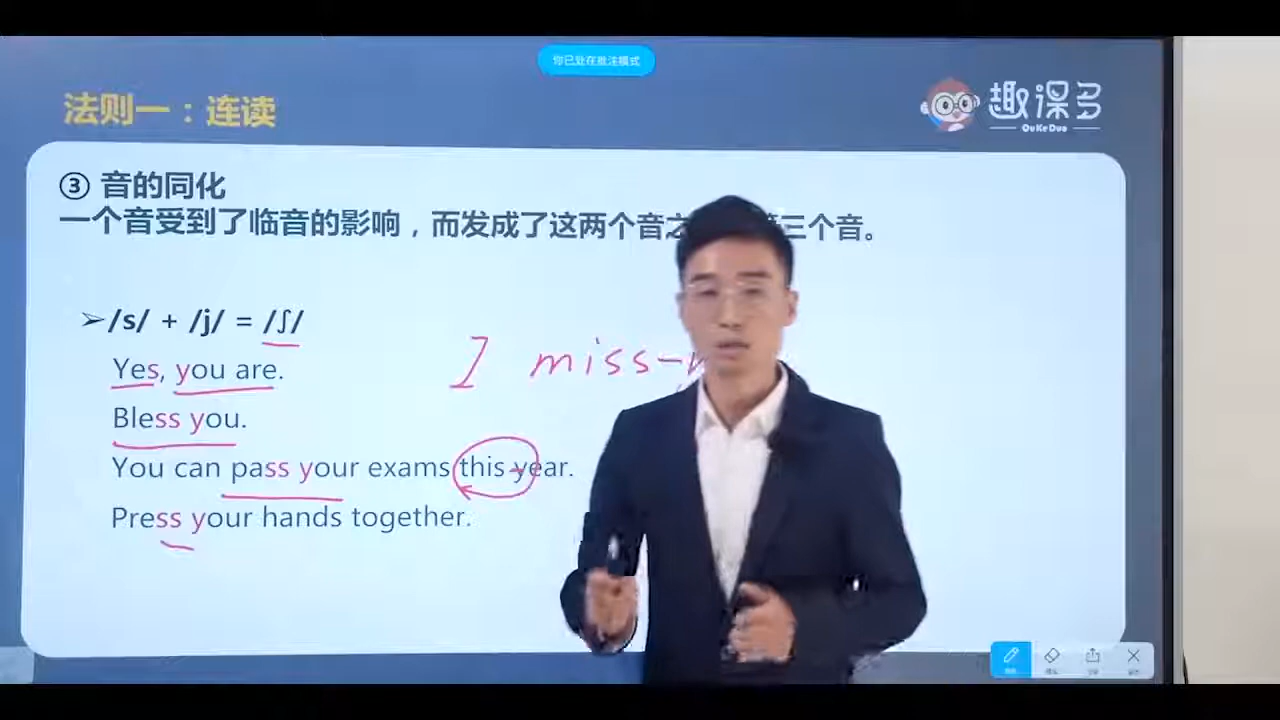 你已处在批注模式
法则一：连读
趣课多
QuKeDuo
③ 音的同化
一个音受到了临音的影响，而发成了这两个音之 第三个音。
➢/s/ + /j/ = /ʃ/
Yes, you are.
I miss-y
Bless you.
You can pass your exams this year.
Press your hands together.